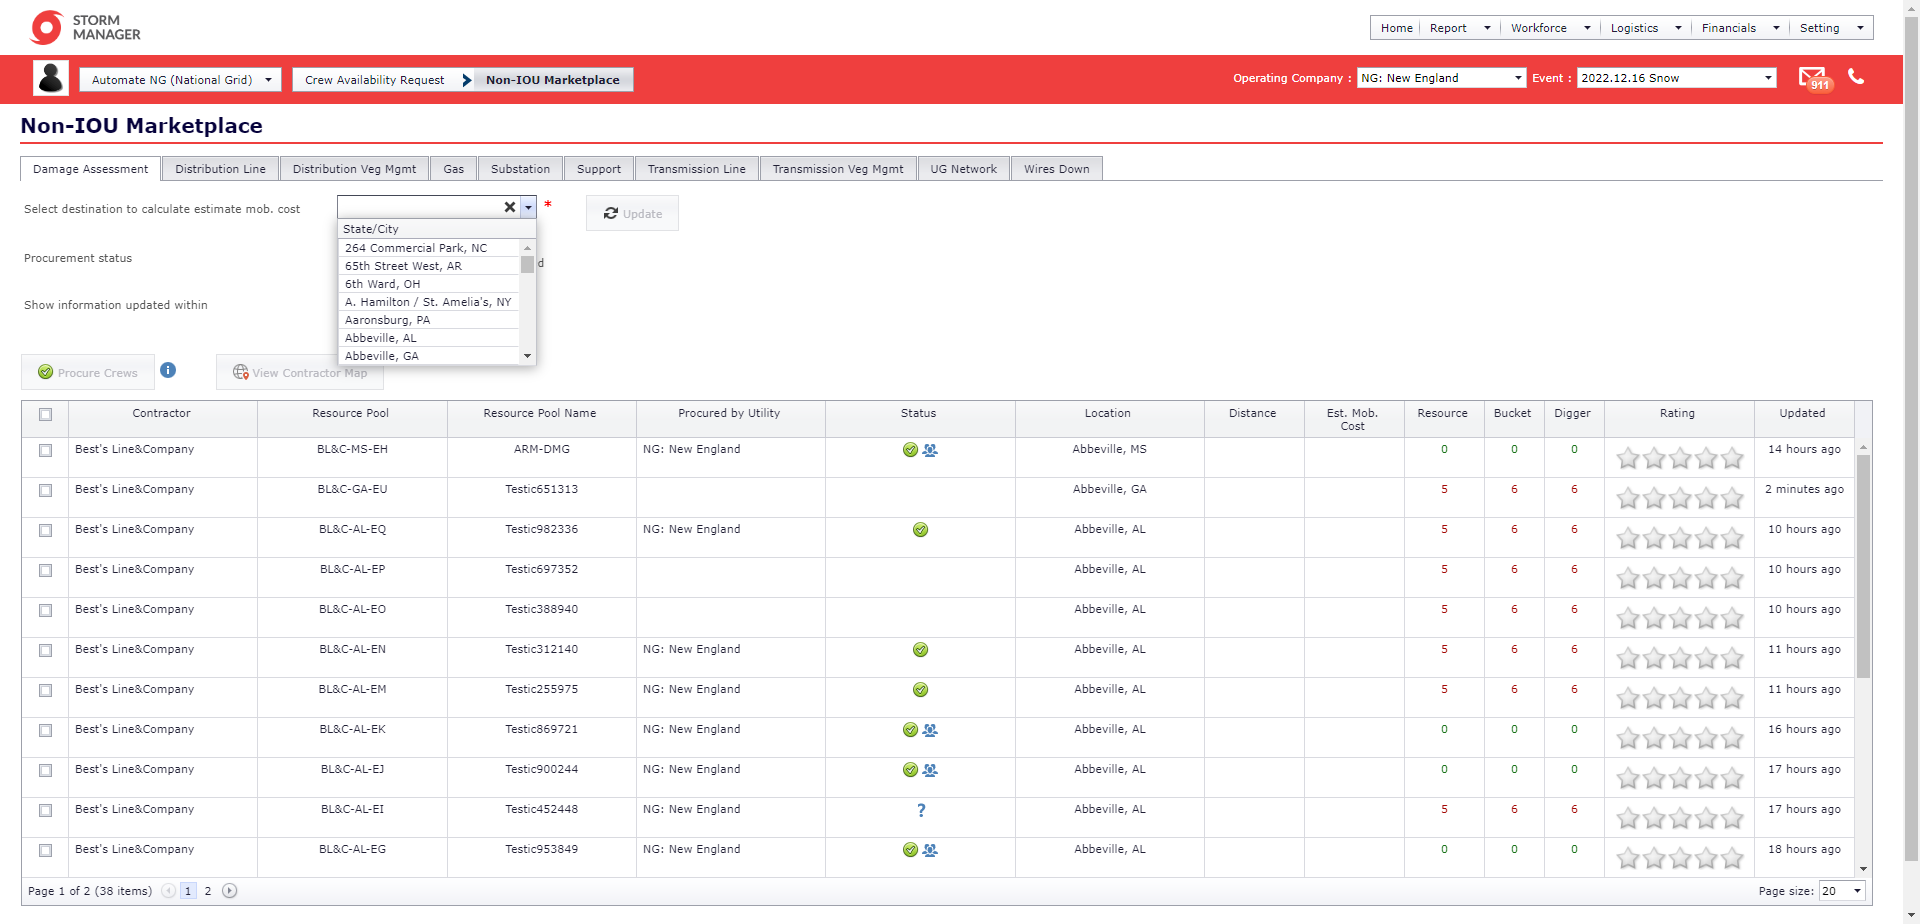 STORM
MANAGER
Home Report Workforce Logistics Financials Setting
Automate NG (National Grid) Crew Availability Request Non-IOU Marketplace Operating Company : NG: New England Event : 2022.12.16 Snow 911
Non-IOU Marketplace
Damage Assessment Distribution Line Distribution Veg Mgmt Gas Substation Support Transmission Line Transmission Veg Mgmt UG Network Wires Down
Select destination to calculate estimate mob. cost * Update
State/City
264 Commercial Park, NC
Procurement status 65th Street West, AR d
6th Ward, OH
Show information updated within A. Hamilton / St. Amelia's, NY
Aaronsburg, PA
Abbeville, AL
Abbeville, GA
Procure Crews i View Contractor Map
Contractor Resource Pool Resource Pool Name Procured by Utility Status Location Distance Est. Mob. Cost Resource Bucket Digger Rating Updated
Best's Line&Company BL&C-MS-EH ARM-DMG NG: New England Abbeville, MS 0 0 0 14 hours ago
Best's Line&Company BL&C-GA-EU Testic651313 Abbeville, GA 5 6 6 2 minutes ago
Best's Line&Company BL&C-AL-EQ Testic982336 NG: New England Abbeville, AL 5 6 6 10 hours ago
Best's Line&Company BL&C-AL-EP Testic697352 Abbeville, AL 5 6 6 10 hours ago
Best's Line&Company BL&C-AL-EO Testic388940 Abbeville, AL 5 6 6 10 hours ago
Best's Line&Company BL&C-AL-EN Testic312140 NG: New England Abbeville, AL 5 6 6 11 hours ago
Best's Line&Company BL&C-AL-EM Testic255975 NG: New England Abbeville, AL 5 6 6 11 hours ago
Best's Line&Company BL&C-AL-EK Testic869721 NG: New England Abbeville, AL 0 0 0 16 hours ago
Best's Line&Company BL&C-AL-EJ Testic900244 NG: New England Abbeville, AL 0 0 0 17 hours ago
Best's Line&Company BL&C-AL-EI Testic452448 NG: New England ? Abbeville, AL 5 6 6 17 hours ago
Best's Line&Company BL&C-AL-EG Testic953849 NG: New England Abbeville, AL 0 0 0 18 hours ago
Page 1 of 2 (38 items) 1 2 Page size: 20